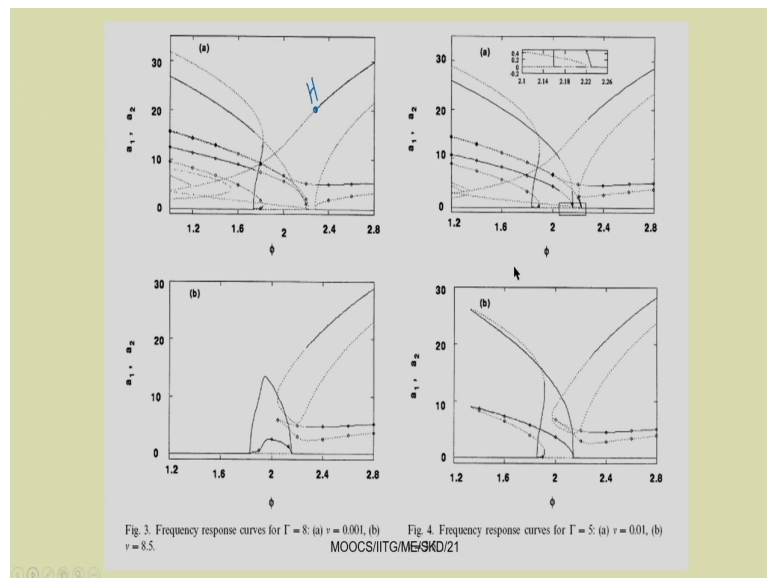 (a)
30
20
10
0
a₁, a₂
1.2 1.6 2 2.4 2.8
ϕ
H
(a)
30
20
10
0
a₁, a₂
0.4
0.2
0
-0.2
2.1 2.14 2.18 2.22 2.26
1.2 1.6 2 2.4 2.8
ϕ
(b)
30
20
10
0
a₁, a₂
1.2 1.6 2 2.4 2.8
ϕ
(b)
30
20
10
0
a₁, a₂
1.2 1.6 2 2.4 2.8
ϕ
Fig. 3. Frequency response curves for Γ = 8: (a) ν = 0.001, (b)
ν = 8.5.
Fig. 4. Frequency response curves for Γ = 5: (a) ν = 0.01, (b)
MOOCS/IITG/ME/SKD/21